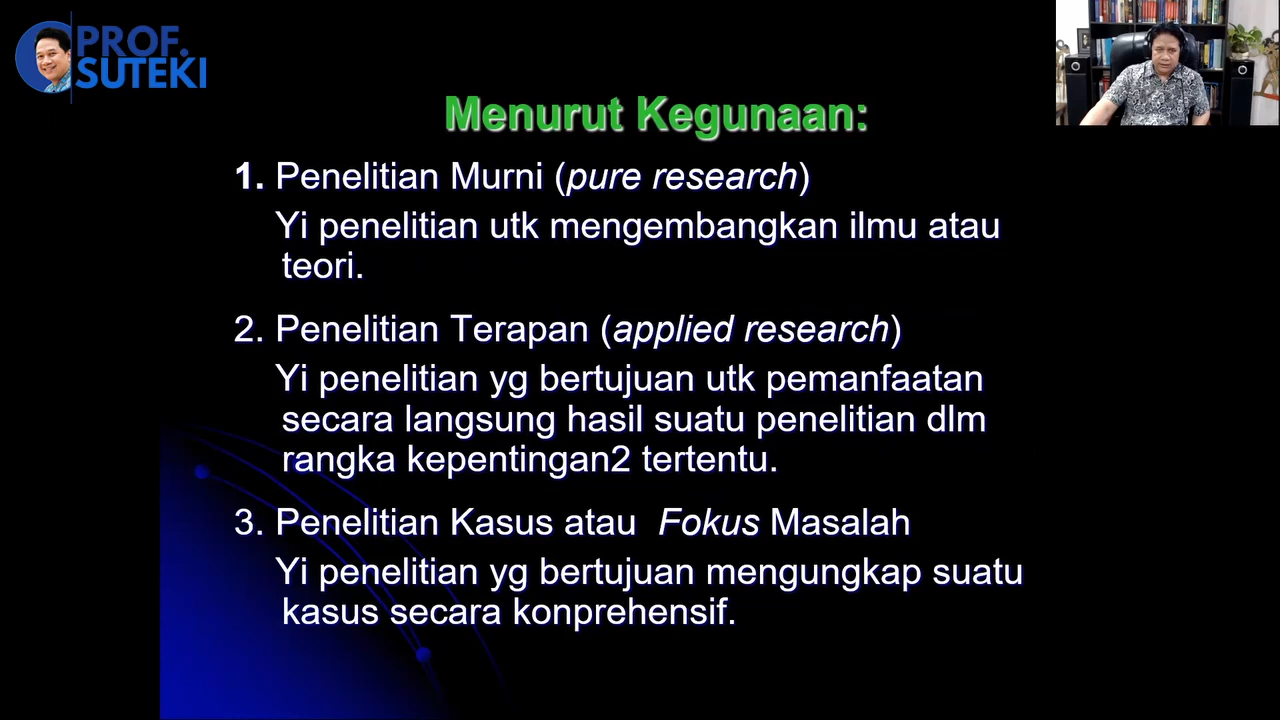 PROF.
SUTEKI
Menurut Kegunaan:
1. Penelitian Murni (pure research)
Yi penelitian utk mengembangkan ilmu atau
teori.
2. Penelitian Terapan (applied research)
Yi penelitian yg bertujuan utk pemanfaatan
secara langsung hasil suatu penelitian dlm
rangka kepentingan2 tertentu.
3. Penelitian Kasus atau Fokus Masalah
Yi penelitian yg bertujuan mengungkap suatu
kasus secara konprehensif.